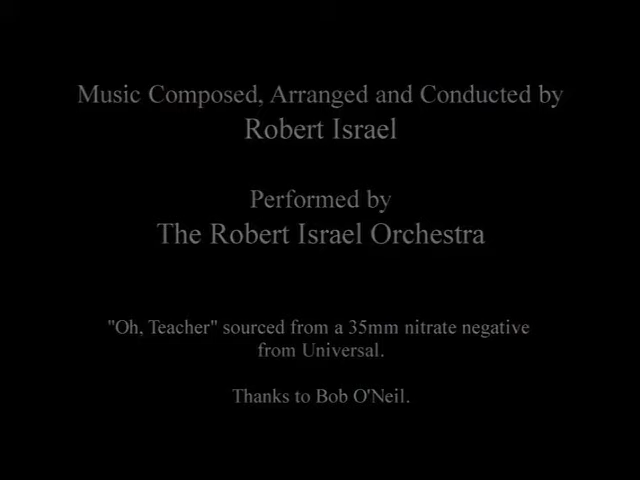 Music Composed, Arranged and Conducted by
Robert Israel
Performed by
The Robert Israel Orchestra
"Oh, Teacher" sourced from a 35mm nitrate negative
from Universal.
Thanks to Bob O'Neil.